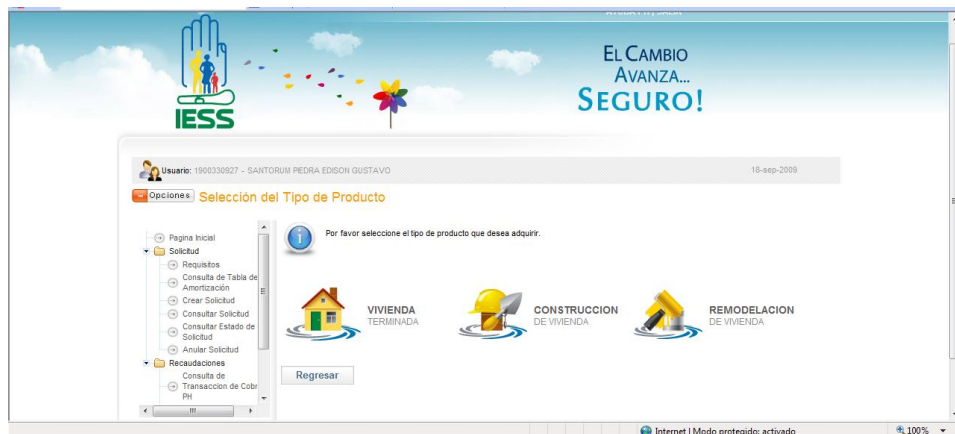 IESS
EL CAMBIO
AVANZA...
SEGURO!
Usuario: 1900330927 - SANTORUM PIEDRA EDISON GUSTAVO
18-sep-2009
Opciones
Selección del Tipo de Producto
Pagina Inicial
Solicitud
Requisitos
Consulta de Tabla de
Amortización
Crear Solicitud
Consultar Solicitud
Consultar Estado de
Solicitud
Anular Solicitud
Recaudaciones
Consulta de
Transaccion de Cobr
PH
Por favor seleccione el tipo de producto que desea adquirir.
VIVIENDA
TERMINADA
CONSTRUCCION
DE VIVIENDA
REMODELACION
DE VIVIENDA
Regresar
Internet | Modo protegido: activado
100%